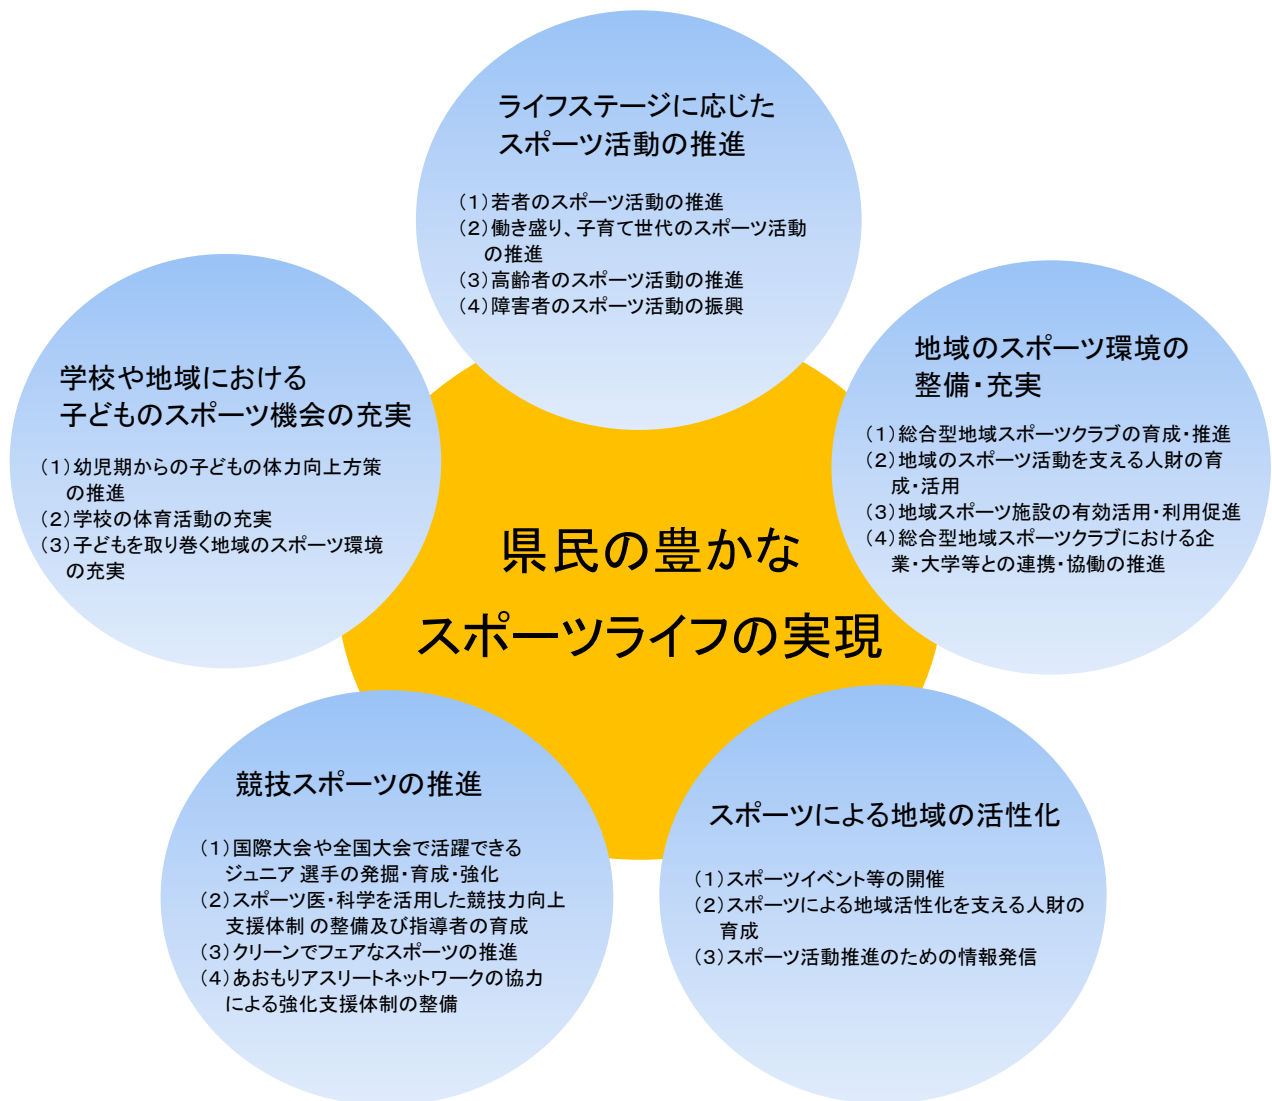 ライフステージに応じた
スポーツ活動の推進
（１）若者のスポーツ活動の推進
（２）働き盛り、子育て世代のスポーツ活動
の推進
（３）高齢者のスポーツ活動の推進
（４）障害者のスポーツ活動の振興
学校や地域における
子どものスポーツ機会の充実
（１）幼児期からの子どもの体力向上方策
の推進
（２）学校の体育活動の充実
（３）子どもを取り巻く地域のスポーツ環境
の充実
地域のスポーツ環境の
整備・充実
（１）総合型地域スポーツクラブの育成・推進
（２）地域のスポーツ活動を支える人財の育
成・活用
（３）地域スポーツ施設の有効活用・利用促進
（４）総合型地域スポーツクラブにおける企
業・大学等との連携・協働の推進
県民の豊かな
スポーツライフの実現
競技スポーツの推進
（１）国際大会や全国大会で活躍できる
ジュニア 選手の発掘・育成・強化
（２）スポーツ医・科学を活用した競技力向上
支援体制 の整備及び指導者の育成
（３）クリーンでフェアなスポーツの推進
（４）あおもりアスリートネットワークの協力
による強化支援体制の整備
スポーツによる地域の活性化
（１）スポーツイベント等の開催
（２）スポーツによる地域活性化を支える人財の
育成
（３）スポーツ活動推進のための情報発信